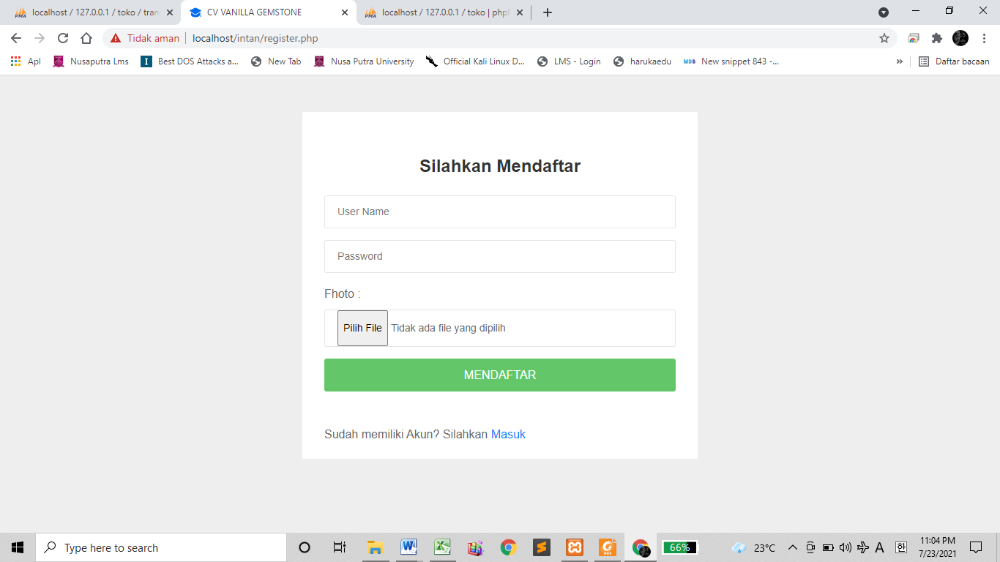 localhost / 127.0.0.1 / toko / tran
CV VANILLA GEMSTONE
localhost / 127.0.0.1 / toko | php
Tidak aman
localhost/intan/register.php
Apl
Nusaputra Lms
Best DOS Attacks a...
New Tab
Nusa Putra University
Official Kali Linux D...
LMS - Login
harukaedu
New snippet 843 -...
»
Daftar bacaan
Silahkan Mendaftar
User Name
Password
Fhoto :
Pilih File Tidak ada file yang dipilih
MENDAFTAR
Sudah memiliki Akun? Silahkan Masuk
Type here to search
66%
23°C
A
한
11:04 PM
7/23/2021